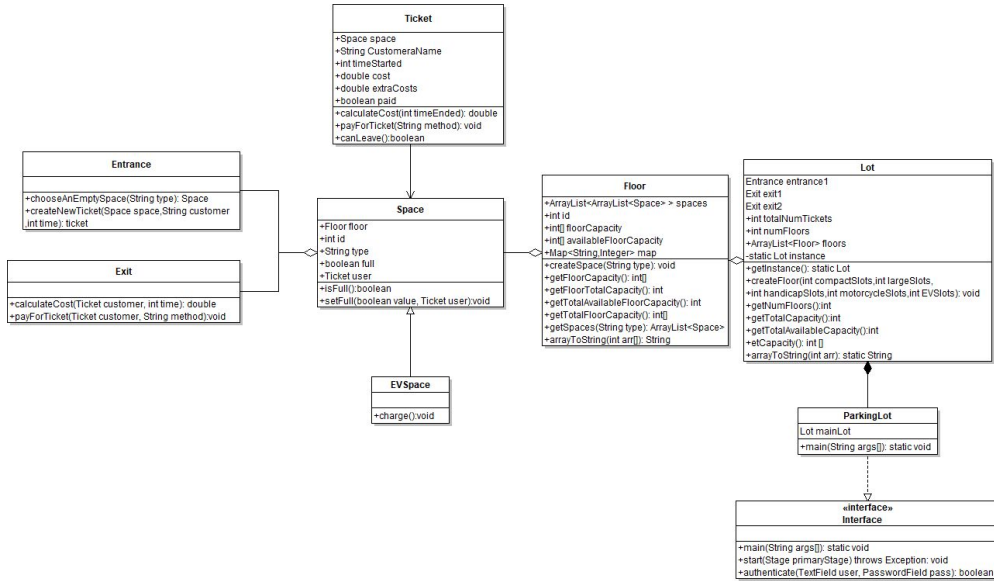 Ticket
+Space space
+String CustomeraName
+int timeStarted
+double cost
+double extraCosts
+boolean paid
+calculateCost(int timeEnded): double
+payForTicket(String method): void
+canLeave():boolean
Entrance
+chooseAnEmptySpace(String type): Space
+createNewTicket(Space space,String customer
,int time): ticket
Exit
+calculateCost(Ticket customer, int time): double
+payForTicket(Ticket customer, String method):void
Space
+Floor floor
+int id
+String type
+boolean full
+Ticket user
+isFull():boolean
+setFull(boolean value, Ticket user):void
EVSpace
+charge():void
Floor
+ArrayList<ArrayList<Space> > spaces
+int id
+int[] floorCapacity
+int[] availableFloorCapacity
+Map<String,Integer> map
+createSpace(String type): void
+getFloorCapacity(): int[]
+getFloorTotalCapacity(): int
+getTotalAvailableFloorCapacity(): int
+getTotalFloorCapacity(): int[]
+getSpaces(String type): ArrayList<Space>
+arrayToString(int arr[]): String
Lot
Entrance entrance1
Exit exit1
Exit exit2
+int totalNumTickets
+int numFloors
+ArrayList<Floor> floors
-static Lot instance
+getInstance(): static Lot
+createFloor(int compactSlots,int largeSlots,
+int handicapSlots,int motorcycleSlots,int EVSlots): void
+getNumFloors():int
+getTotalCapacity():int
+getTotalAvailableCapacity():int
+etCapacity(): int []
+arrayToString(int arr): static String
ParkingLot
Lot mainLot
+main(String args[]): static void
«interface»
Interface
+main(String args[]): static void
+start(Stage primaryStage) throws Exception: void
+authenticate(TextField user, PasswordField pass): boolean